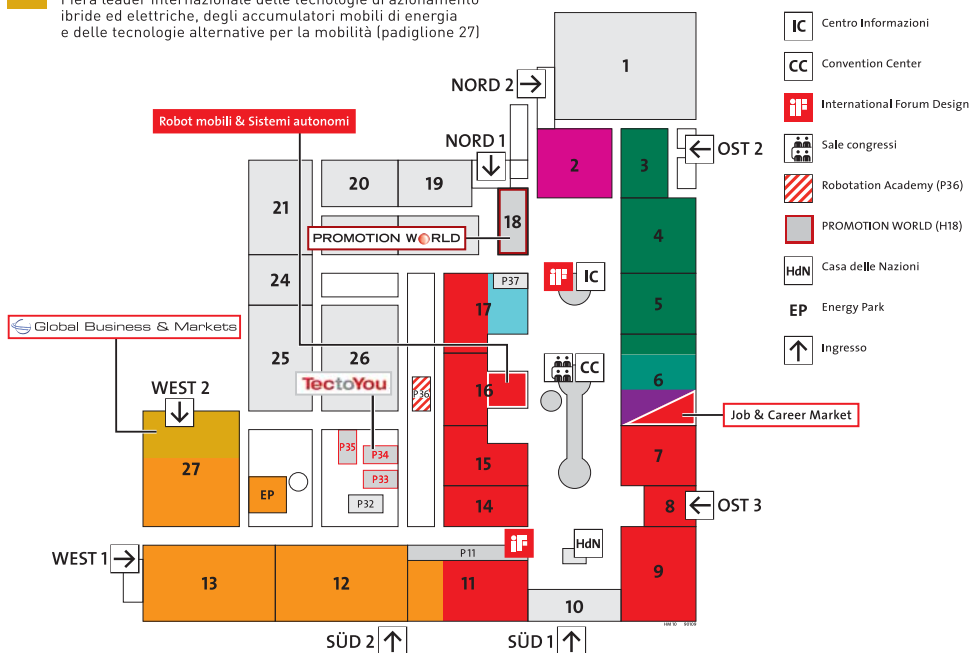 Fiera leader internazionale delle tecnologie di azionamento
ibride ed elettriche, degli accumulatori mobili di energia
e delle tecnologie alternative per la mobilità (padiglione 27)
IC Centro Informazioni
CC Convention Center
iF International Forum Design
Sale congressi
Robotation Academy (P36)
PROMOTION WORLD (H18)
HdN Casa delle Nazioni
EP Energy Park
Ingresso
1
NORD 2
Robot mobili & Sistemi autonomi
NORD 1
OST 2
2
3
20
19
21
18
PROMOTION WORLD
4
24
P37
iF IC
17
5
Global Business & Markets
25
26
CC
6
TectoYou
16
P36
WEST 2
Job & Career Market
P35
P34
15
7
27
P33
EP
P32
14
8
OST 3
iF
HdN
WEST 1
P11
13
12
11
9
10
SÜD 2
SÜD 1